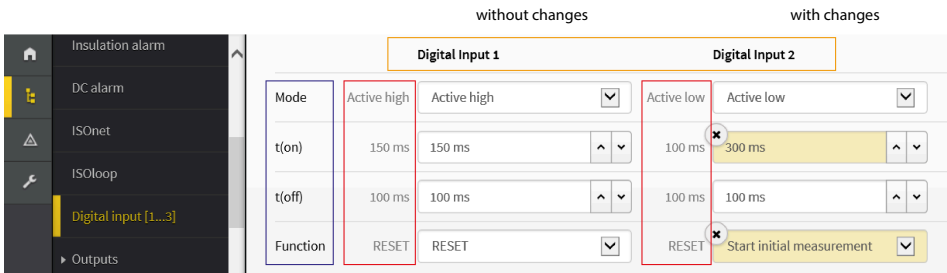 without changes with changes
Insulation alarm
Digital Input 1 Digital Input 2
DC alarm
Mode Active high Active high Active low Active low
ISOnet
t(on) 150 ms 150 ms 100 ms 300 ms
ISOloop
t(off) 100 ms 100 ms 100 ms 100 ms
Digital input [1...3]
Function RESET RESET RESET Start initial measurement
Outputs